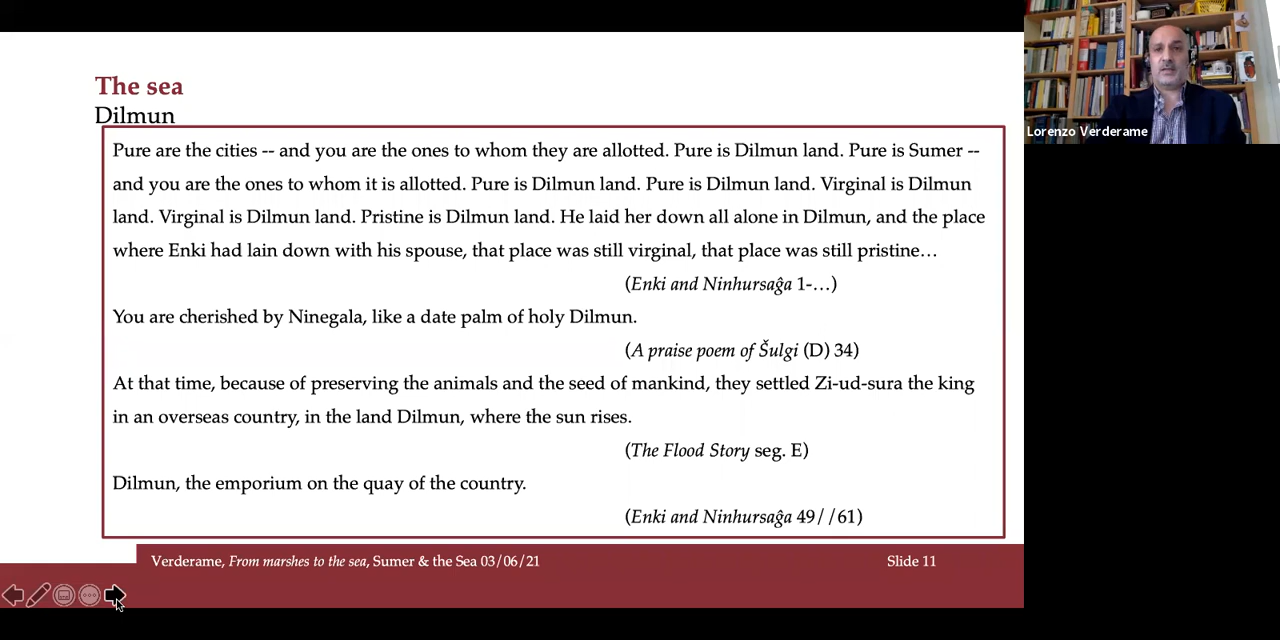 The sea
Dilmun
Pure are the cities -- and you are the ones to whom they are allotted. Pure is Dilmun land. Pure is Sumer --
and you are the ones to whom it is allotted. Pure is Dilmun land. Pure is Dilmun land. Virginal is Dilmun
land. Virginal is Dilmun land. Pristine is Dilmun land. He laid her down all alone in Dilmun, and the place
where Enki had lain down with his spouse, that place was still virginal, that place was still pristine…
(Enki and Ninhursaĝa 1-…)
You are cherished by Ninegala, like a date palm of holy Dilmun.
(A praise poem of Šulgi (D) 34)
At that time, because of preserving the animals and the seed of mankind, they settled Zi-ud-sura the king
in an overseas country, in the land Dilmun, where the sun rises.
(The Flood Story seg. E)
Dilmun, the emporium on the quay of the country.
(Enki and Ninhursaĝa 49//61)
Verderame, From marshes to the sea, Sumer & the Sea 03/06/21
Slide 11
Lorenzo Verderame